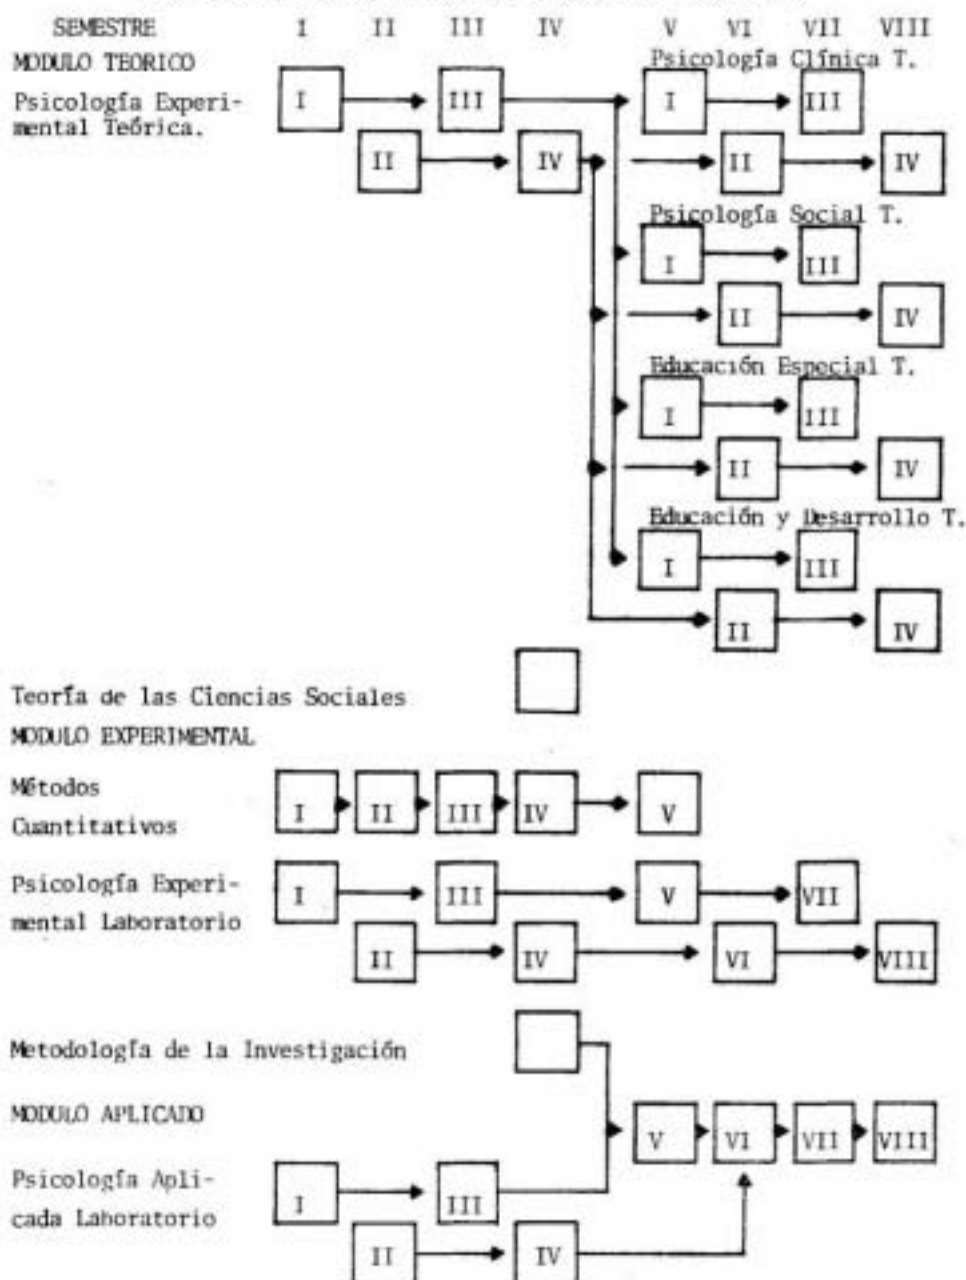 SEMESTRE I II III IV V VI VII VIII
MODULO TEORICO Psicología Clínica T.
Psicología Experi- I III I III
mental Teórica.
II IV II IV
Psicología Social T.
I III
II IV
Educación Especial T.
I III
II IV
Educación y Desarrollo T.
I III
II IV
Teoría de las Ciencias Sociales
MODULO EXPERIMENTAL
Métodos
I II III IV V
Cuantitativos
Psicología Experi- I III V VII
mental Laboratorio
II IV VI VIII
Metodología de la Investigación
MODULO APLICADO
V VI VII VIII
Psicología Apli-
I III
cada Laboratorio
II IV